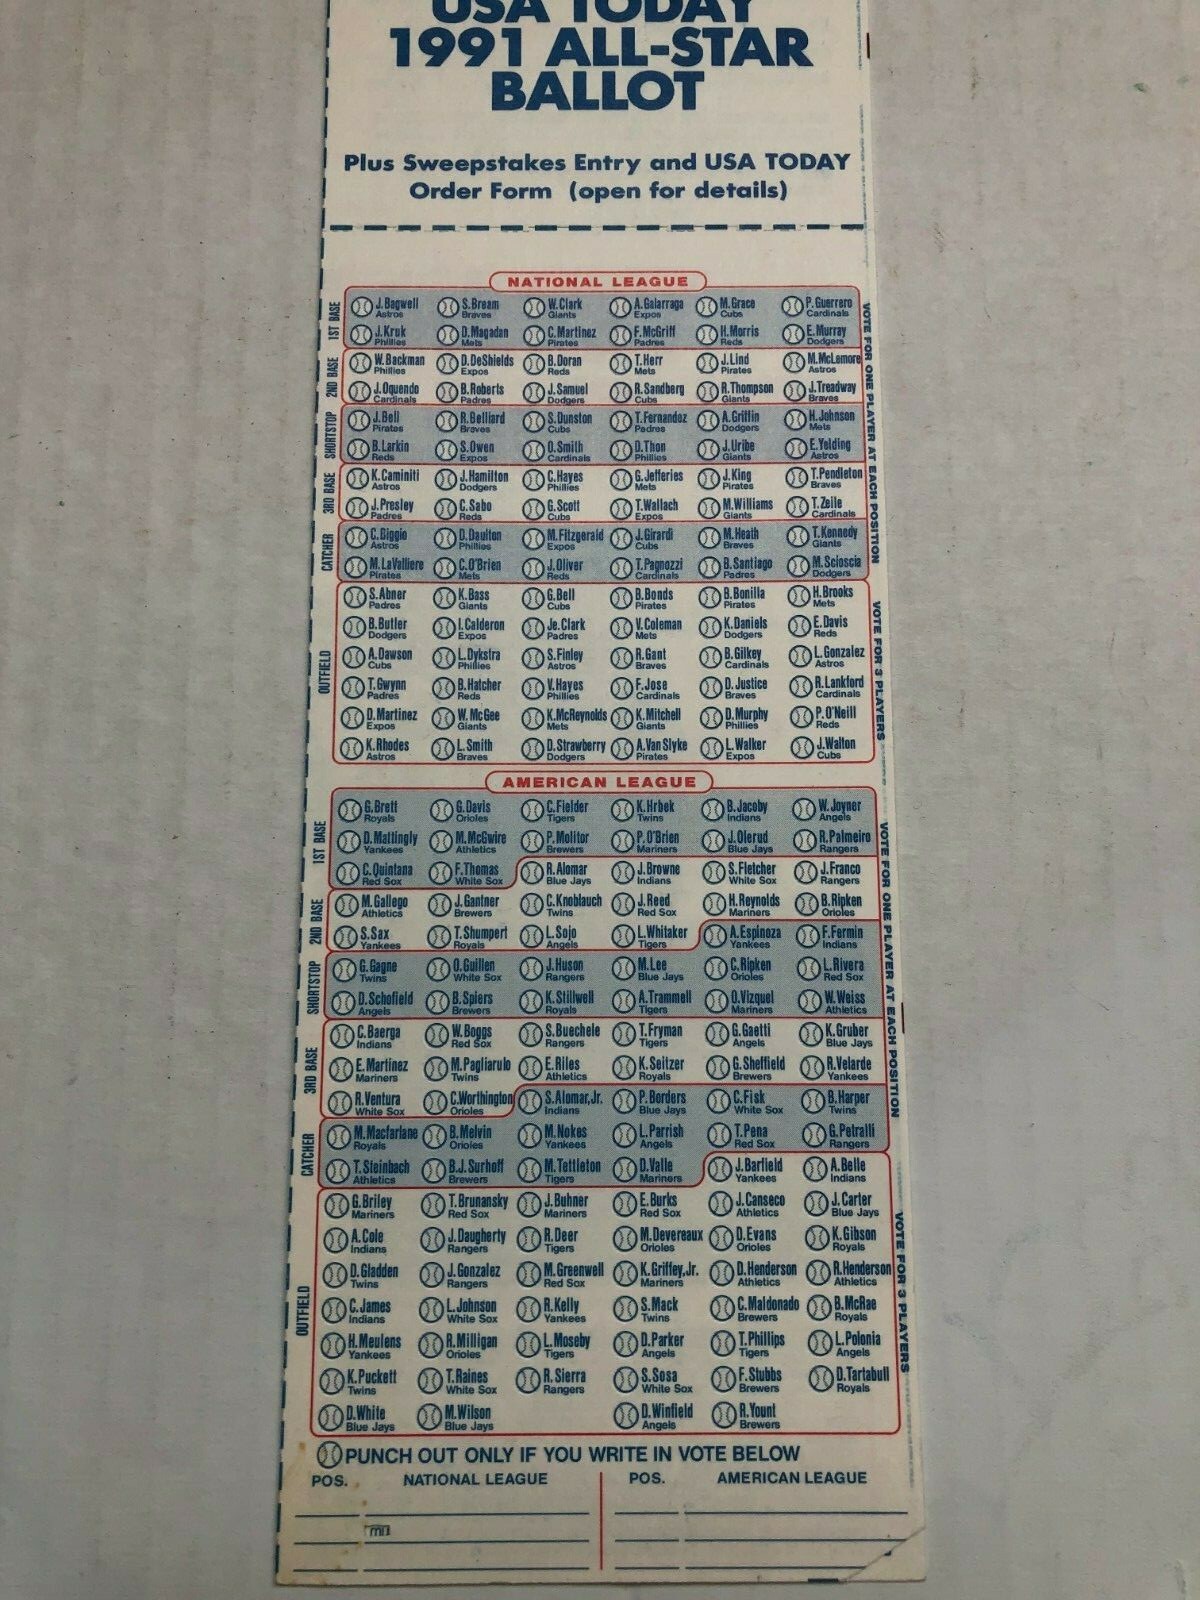 USA TODAY
1991 ALL-STAR
BALLOT
Plus Sweepstakes Entry and USA TODAY
Order Form (open for details)
NATIONAL LEAGUE
1ST BASE
J.Bagwell S.Bream W.Clark A.Galarraga M.Grace P.Guerrero
Astros Braves Giants Expos Cubs Cardinals
J.Kruk D.Magadan C.Martinez F.McGriff H.Morris E.Murray
Phillies Mets Pirates Padres Reds Dodgers
2ND BASE
W.Backman D.DeShields B.Doran T.Herr J.Lind M.McLemore
Phillies Expos Reds Mets Pirates Astros
J.Oquendo B.Roberts J.Samuel R.Sandberg R.Thompson J.Treadway
Cardinals Padres Dodgers Cubs Giants Braves
SHORTSTOP
J.Bell R.Belliard S.Dunston T.Fernandez A.Griffin H.Johnson
Pirates Braves Cubs Padres Dodgers Mets
B.Larkin S.Owen O.Smith D.Thon J.Uribe E.Yelding
Reds Expos Cardinals Phillies Giants Astros
3RD BASE
K.Caminiti J.Hamilton C.Hayes G.Jefferies J.King T.Pendleton
Astros Dodgers Phillies Mets Pirates Braves
J.Presley C.Sabo G.Scott T.Wallach M.Williams T.Zeile
Padres Reds Cubs Expos Giants Cardinals
CATCHER
C.Biggio D.Daulton M.Fitzgerald J.Girardi M.Heath T.Kennedy
Astros Phillies Expos Cubs Braves Giants
M.LaValliere C.O'Brien J.Oliver T.Pagnozzi B.Santiago M.Scioscia
Pirates Mets Reds Cardinals Padres Dodgers
VOTE FOR ONE PLAYER AT EACH POSITION
OUTFIELD
S.Abner K.Bass G.Bell B.Bonds B.Bonilla H.Brooks
Padres Giants Cubs Pirates Pirates Mets
B.Butler I.Calderon Je.Clark V.Coleman K.Daniels E.Davis
Dodgers Expos Padres Mets Dodgers Reds
A.Dawson L.Dykstra S.Finley R.Gant B.Gilkey L.Gonzalez
Cubs Phillies Astros Braves Cardinals Astros
T.Gwynn B.Hatcher V.Hayes F.Jose D.Justice R.Lankford
Padres Reds Phillies Cardinals Braves Cardinals
D.Martinez W.McGee K.McReynolds K.Mitchell D.Murphy P.O'Neill
Expos Giants Mets Giants Phillies Reds
K.Rhodes L.Smith D.Strawberry A.Van Slyke L.Walker J.Walton
Astros Braves Dodgers Pirates Expos Cubs
VOTE FOR 3 PLAYERS
AMERICAN LEAGUE
1ST BASE
G.Brett G.Davis C.Fielder K.Hrbek B.Jacoby W.Joyner
Royals Orioles Tigers Twins Indians Angels
D.Mattingly M.McGwire P.Molitor P.O'Brien J.Olerud R.Palmeiro
Yankees Athletics Brewers Mariners Blue Jays Rangers
C.Quintana F.Thomas R.Alomar J.Browne S.Fletcher J.Franco
Red Sox White Sox Blue Jays Indians White Sox Rangers
2ND BASE
M.Gallego J.Gantner C.Knoblauch J.Reed H.Reynolds B.Ripken
Athletics Brewers Twins Red Sox Mariners Orioles
S.Sax T.Shumpert L.Sojo L.Whitaker A.Espinoza F.Fermin
Yankees Royals Angels Tigers Yankees Indians
SHORTSTOP
G.Gagne O.Guillen J.Huson M.Lee C.Ripken L.Rivera
Twins White Sox Rangers Blue Jays Orioles Red Sox
D.Schofield B.Spiers K.Stillwell A.Trammell O.Vizquel W.Weiss
Angels Brewers Royals Tigers Mariners Athletics
3RD BASE
C.Baerga W.Boggs S.Buechele T.Fryman G.Gaetti K.Gruber
Indians Red Sox Rangers Tigers Angels Blue Jays
E.Martinez M.Pagliarulo E.Riles K.Seitzer G.Sheffield R.Velarde
Mariners Twins Athletics Royals Brewers Yankees
R.Ventura C.Worthington S.Alomar,Jr. P.Borders C.Fisk B.Harper
White Sox Orioles Indians Blue Jays White Sox Twins
CATCHER
M.Macfarlane B.Melvin M.Nokes L.Parrish T.Pena G.Petralli
Royals Orioles Yankees Angels Red Sox Rangers
T.Steinbach B.J.Surhoff M.Tettleton D.Valle J.Barfield A.Belle
Athletics Brewers Tigers Mariners Yankees Indians
VOTE FOR ONE PLAYER AT EACH POSITION
OUTFIELD
G.Briley T.Brunansky J.Buhner E.Burks J.Canseco J.Carter
Mariners Red Sox Mariners Red Sox Athletics Blue Jays
A.Cole J.Daugherty R.Deer M.Devereaux D.Evans K.Gibson
Indians Rangers Tigers Orioles Orioles Royals
D.Gladden J.Gonzalez M.Greenwell K.Griffey,Jr. D.Henderson R.Henderson
Twins Rangers Red Sox Mariners Athletics Athletics
C.James L.Johnson R.Kelly S.Mack C.Maldonado B.McRae
Indians White Sox Yankees Twins Brewers Royals
H.Meulens R.Milligan L.Moseby D.Parker T.Phillips L.Polonia
Yankees Orioles Tigers Angels Tigers Angels
K.Puckett T.Raines R.Sierra S.Sosa F.Stubbs D.Tartabull
Twins White Sox Rangers White Sox Brewers Royals
D.White M.Wilson D.Winfield R.Yount
Blue Jays Blue Jays Angels Brewers
VOTE FOR 3 PLAYERS
PUNCH OUT ONLY IF YOU WRITE IN VOTE BELOW
POS. NATIONAL LEAGUE POS. AMERICAN LEAGUE